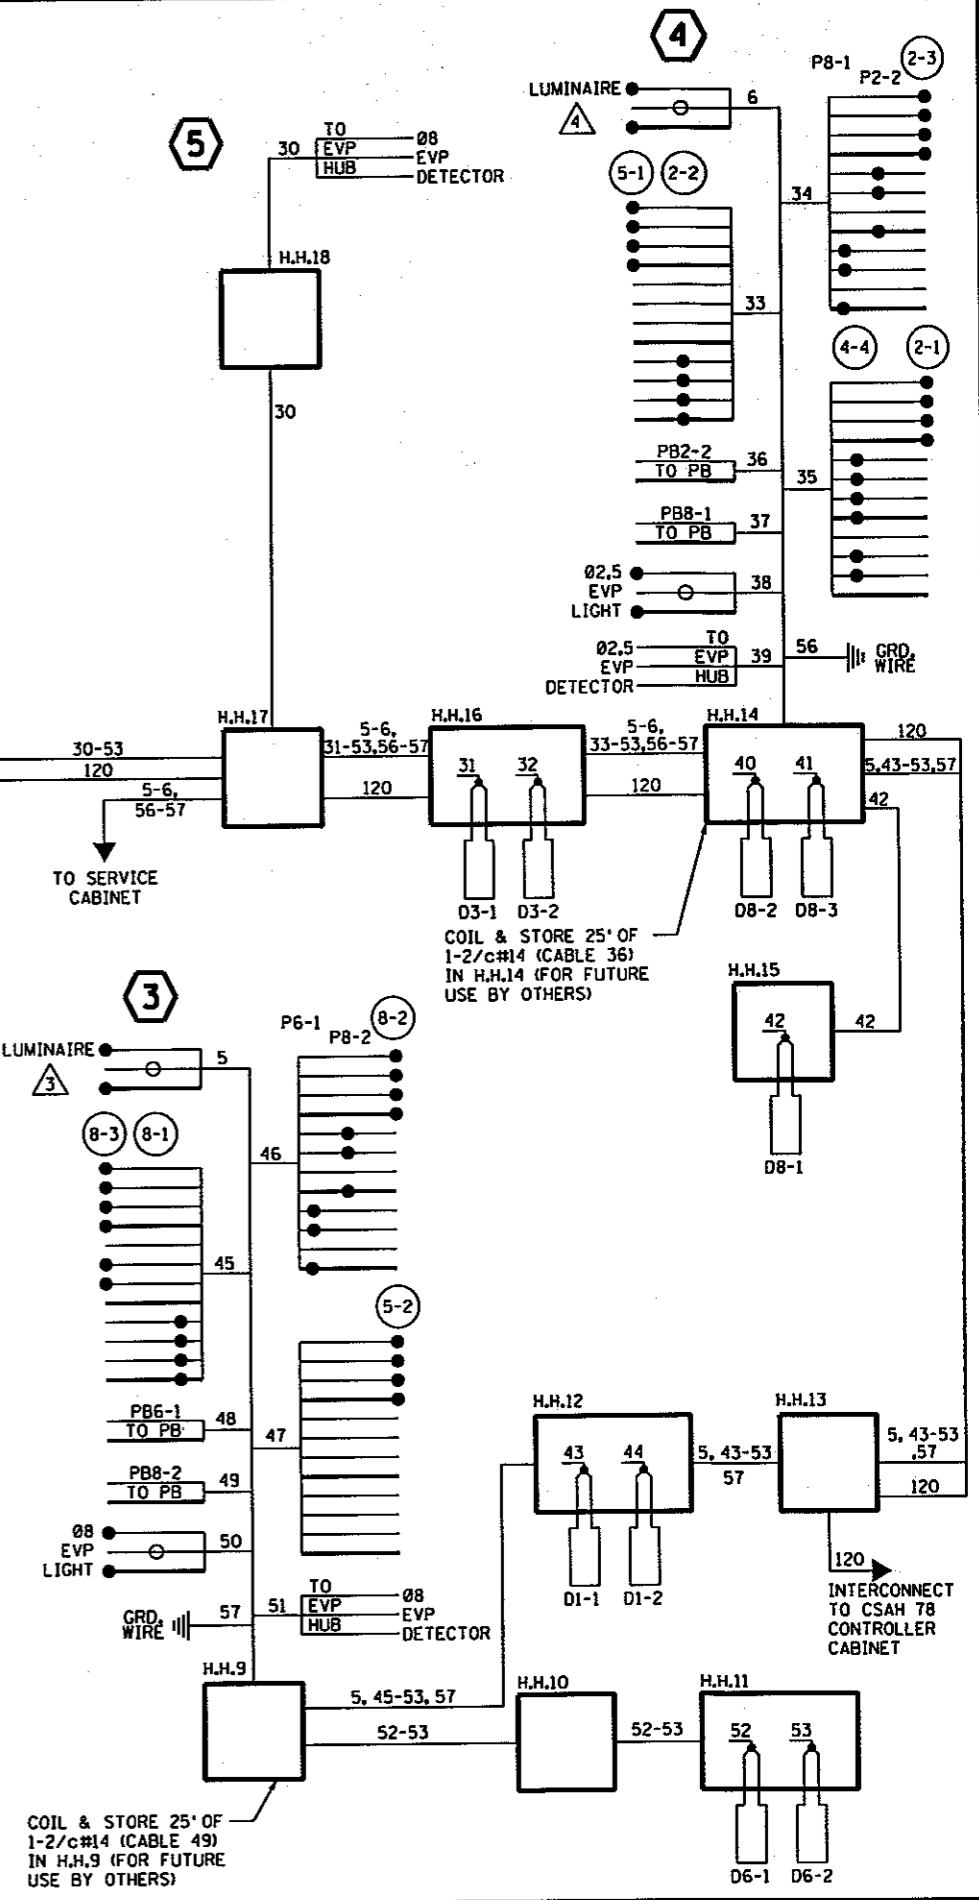 4
P8-1
P2-2
2-3
LUMINAIRE
4
6
5
30
TO
EVP
HUB
Ø8
EVP
DETECTOR
5-1
2-2
34
H.H.18
33
4-4
2-1
30
PB2-2
TO PB
36
35
PB8-1
TO PB
37
Ø2,5
EVP
LIGHT
38
Ø2,5
EVP
DETECTOR
TO
EVP
HUB
39
56
GRD.
WIRE
H.H.17
H.H.16
H.H.14
30-53
120
5-6,
56-57
TO SERVICE
CABINET
5-6,
31-53,56-57
120
31
32
D3-1
D3-2
5-6,
33-53,56-57
120
40
41
D8-2
D8-3
120
5,43-53,57
42
COIL & STORE 25' OF
1-2/c#14 (CABLE 36)
IN H.H.14 (FOR FUTURE
USE BY OTHERS)
H.H.15
42
42
D8-1
3
LUMINAIRE
3
5
P6-1
P8-2
8-2
8-3
8-1
46
45
5-2
PB6-1
TO PB
48
47
PB8-2
TO PB
49
Ø8
EVP
LIGHT
50
GRD.
WIRE
57
51
TO
EVP
HUB
Ø8
EVP
DETECTOR
H.H.12
43
44
D1-1
D1-2
5, 43-53
57
H.H.13
5, 43-53
,57
120
120
INTERCONNECT
TO CSAH 78
CONTROLLER
CABINET
H.H.9
5, 45-53, 57
52-53
H.H.10
52-53
H.H.11
52
53
D6-1
D6-2
COIL & STORE 25' OF
1-2/c#14 (CABLE 49)
IN H.H.9 (FOR FUTURE
USE BY OTHERS)